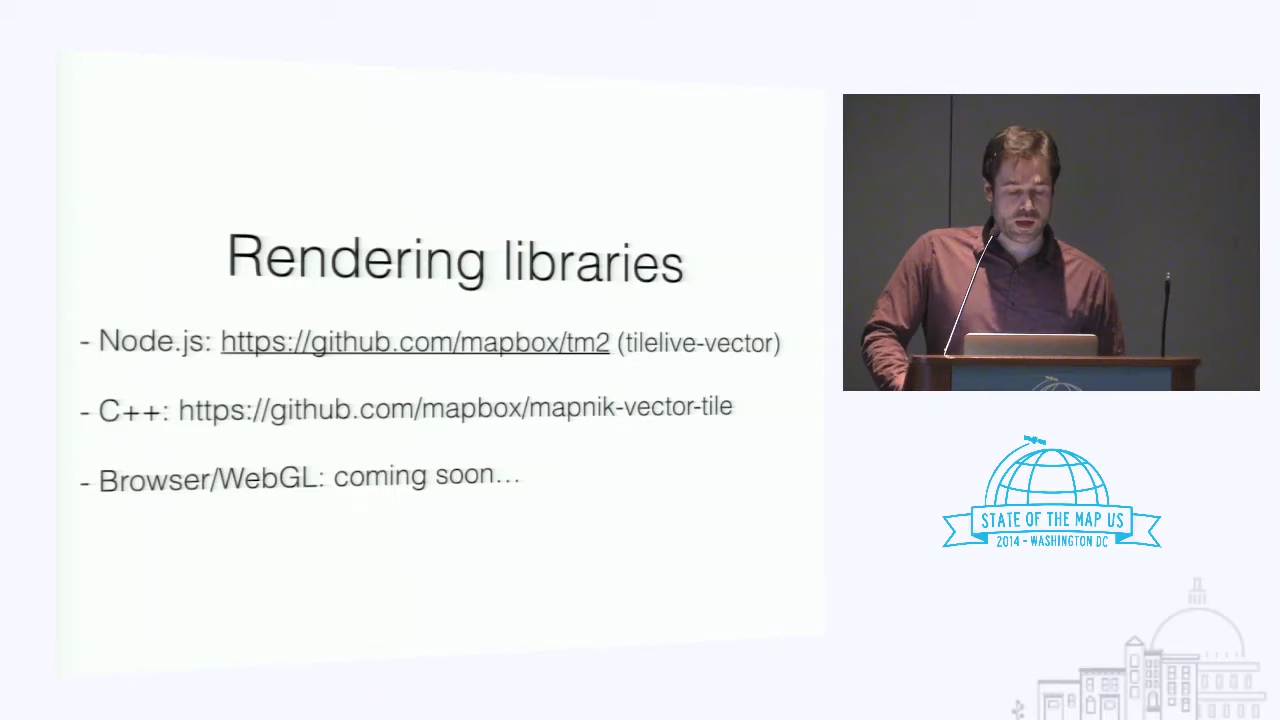 Rendering libraries
- Node.js: https://github.com/mapbox/tm2 (tilelive-vector)
- C++: https://github.com/mapbox/mapnik-vector-tile
- Browser/WebGL: coming soon…
STATE OF THE MAP US
2014 - WASHINGTON DC